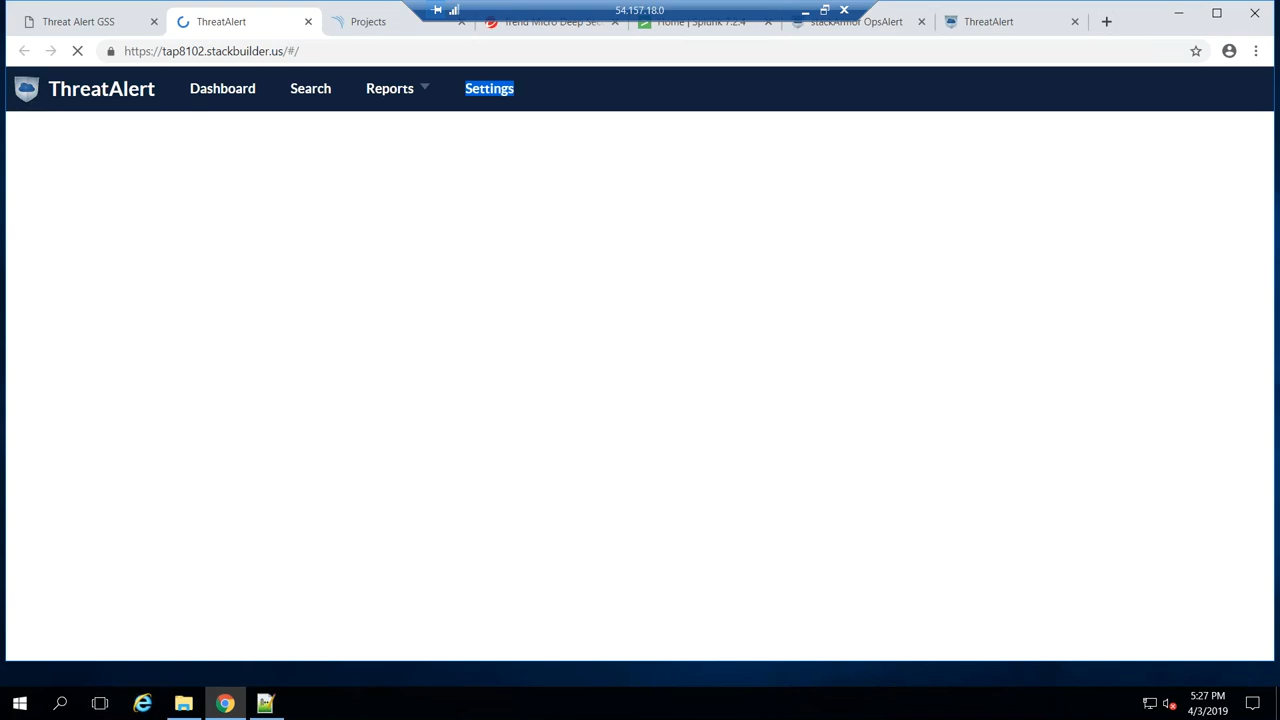 54.157.18.0
Threat Alert GSS
ThreatAlert
Projects
Trend Micro Deep Sec
Home | Splunk 7.2.4
stackArmor OpsAlert
ThreatAlert
https://tap8102.stackbuilder.us/#/
ThreatAlert
Dashboard
Search
Reports
Settings
5:27 PM
4/3/2019